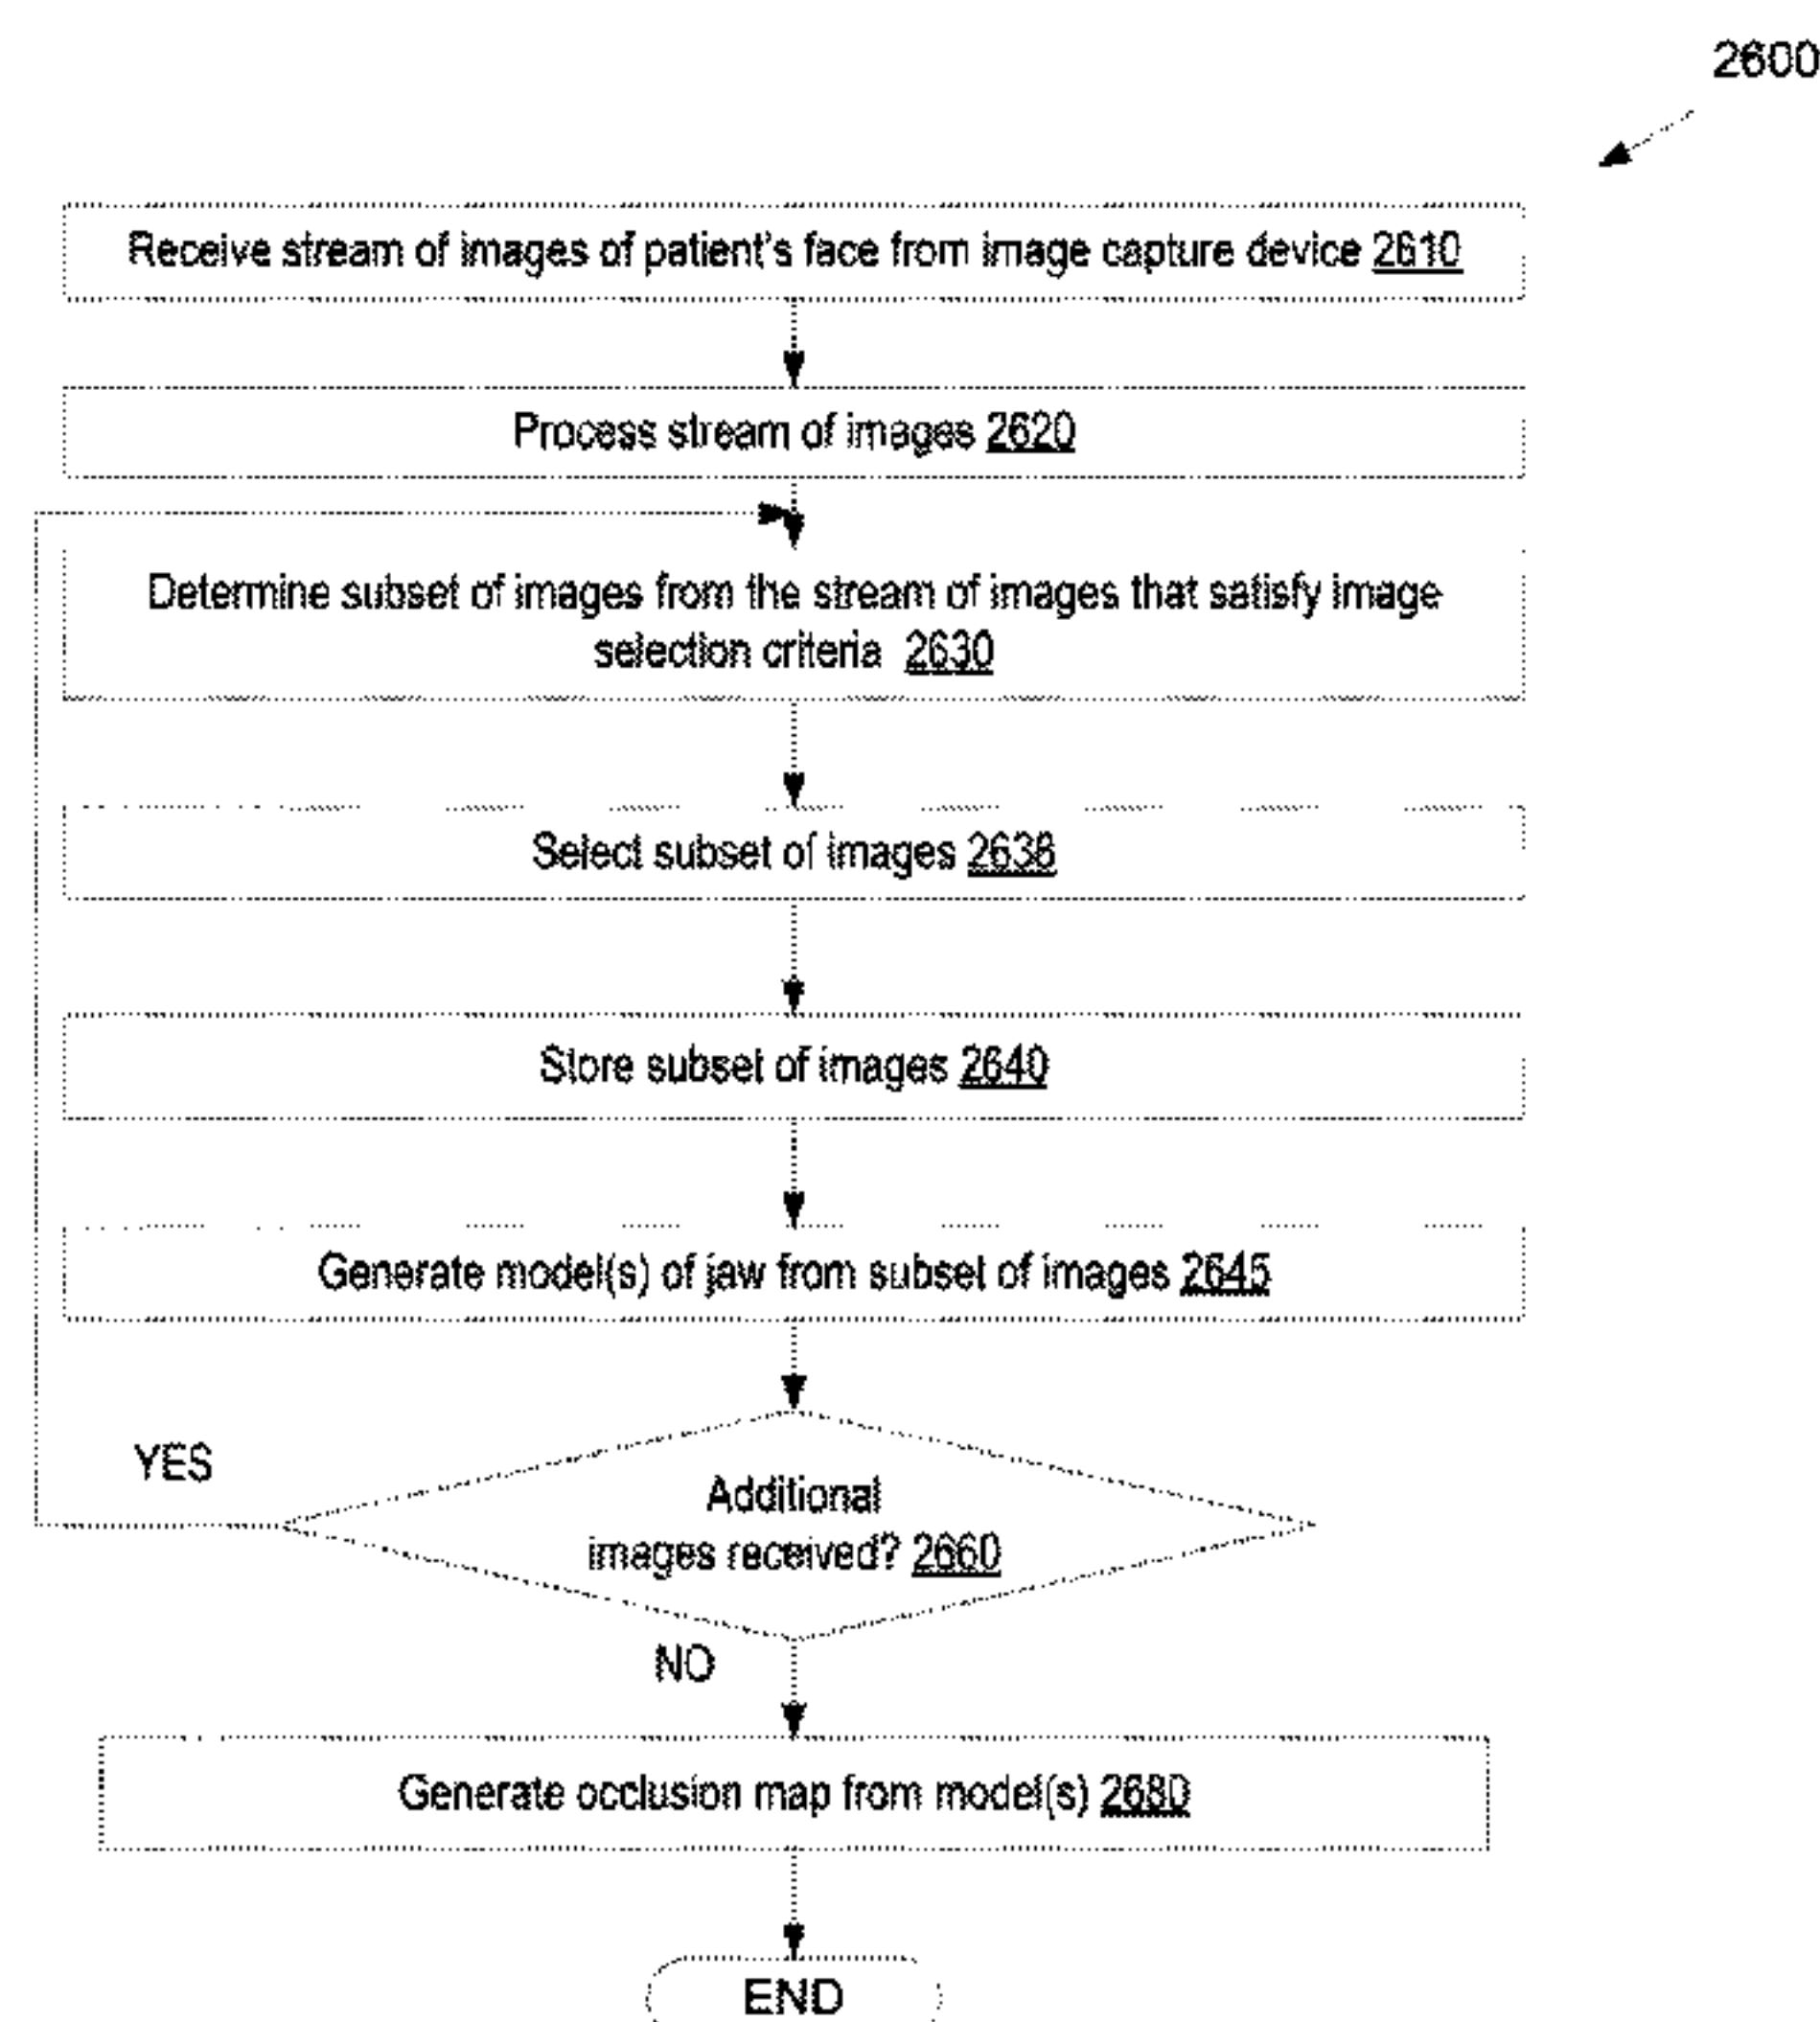 2600
Receive stream of images of patient's face from image capture device 2610
Process stream of images 2620
Determine subset of images from the stream of images that satisfy image
selection criteria 2630
Select subset of images 2638
Store subset of images 2640
Generate model(s) of jaw from subset of images 2645
YES
Additional
images received? 2660
NO
Generate occlusion map from model(s) 2680
END